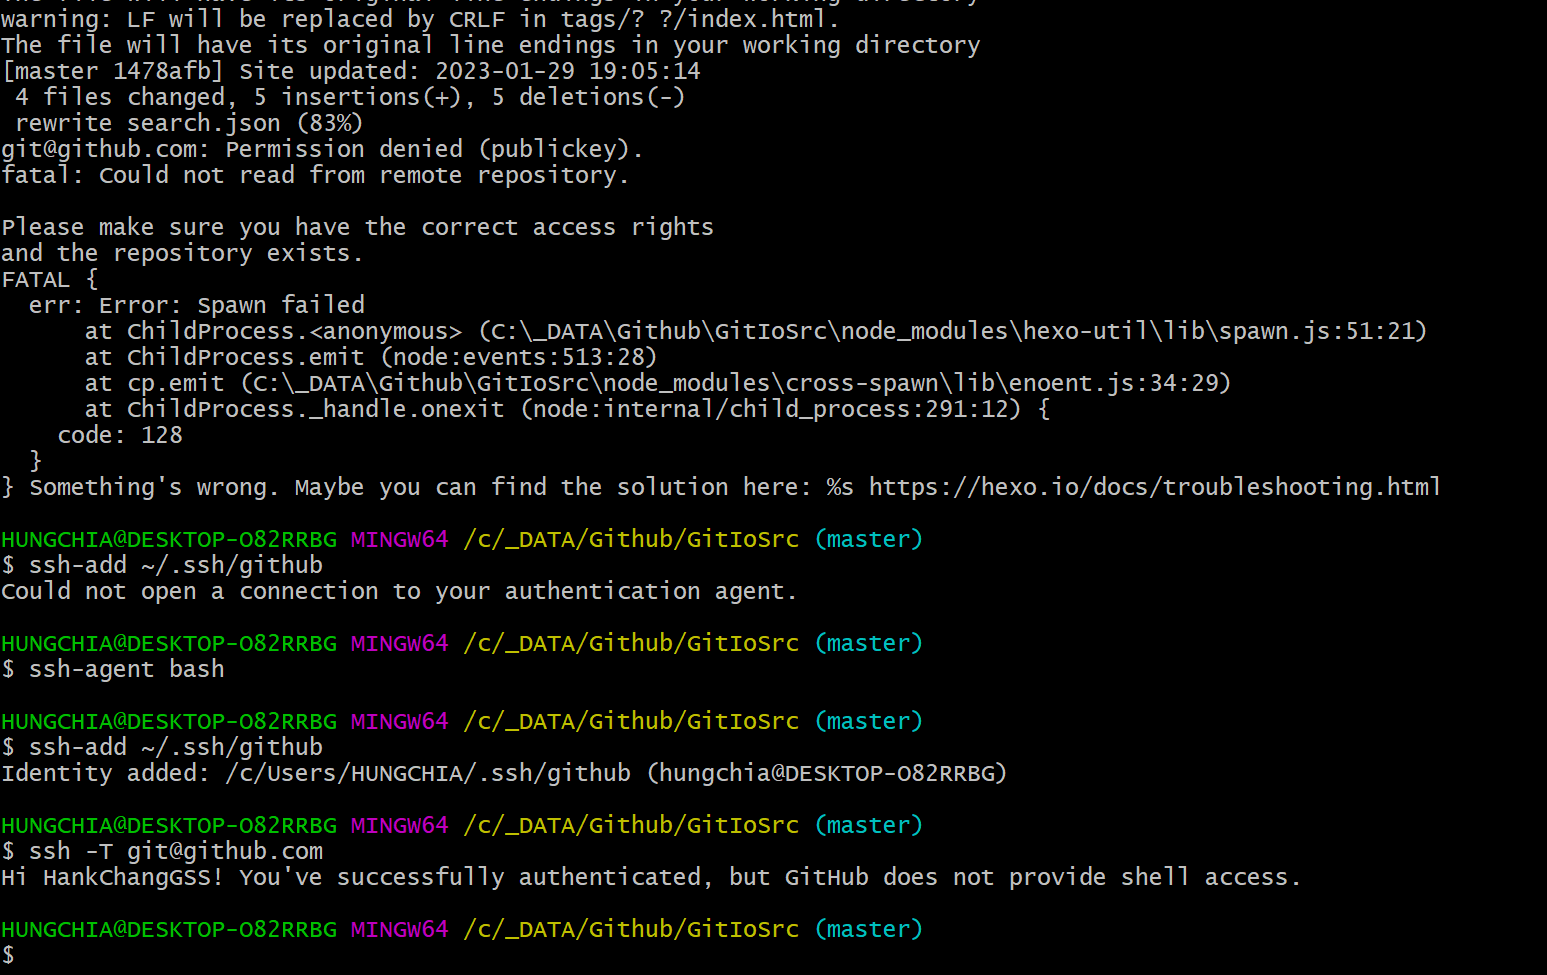 warning: LF will be replaced by CRLF in tags/? ?/index.html.
The file will have its original line endings in your working directory
[master 1478afb] Site updated: 2023-01-29 19:05:14
 4 files changed, 5 insertions(+), 5 deletions(-)
 rewrite search.json (83%)
git@github.com: Permission denied (publickey).
fatal: Could not read from remote repository.

Please make sure you have the correct access rights
and the repository exists.
FATAL {
  err: Error: Spawn failed
      at ChildProcess.<anonymous> (C:\_DATA\Github\GitIoSrc\node_modules\hexo-util\lib\spawn.js:51:21)
      at ChildProcess.emit (node:events:513:28)
      at cp.emit (C:\_DATA\Github\GitIoSrc\node_modules\cross-spawn\lib\enoent.js:34:29)
      at ChildProcess._handle.onexit (node:internal/child_process:291:12) {
    code: 128
  }
} Something's wrong. Maybe you can find the solution here: %s https://hexo.io/docs/troubleshooting.html

HUNGCHIA@DESKTOP-O82RRBG MINGW64 /c/_DATA/Github/GitIoSrc (master)
$ ssh-add ~/.ssh/github
Could not open a connection to your authentication agent.

HUNGCHIA@DESKTOP-O82RRBG MINGW64 /c/_DATA/Github/GitIoSrc (master)
$ ssh-agent bash

HUNGCHIA@DESKTOP-O82RRBG MINGW64 /c/_DATA/Github/GitIoSrc (master)
$ ssh-add ~/.ssh/github
Identity added: /c/Users/HUNGCHIA/.ssh/github (hungchia@DESKTOP-O82RRBG)

HUNGCHIA@DESKTOP-O82RRBG MINGW64 /c/_DATA/Github/GitIoSrc (master)
$ ssh -T git@github.com
Hi HankChangGSS! You've successfully authenticated, but GitHub does not provide shell access.

HUNGCHIA@DESKTOP-O82RRBG MINGW64 /c/_DATA/Github/GitIoSrc (master)
$